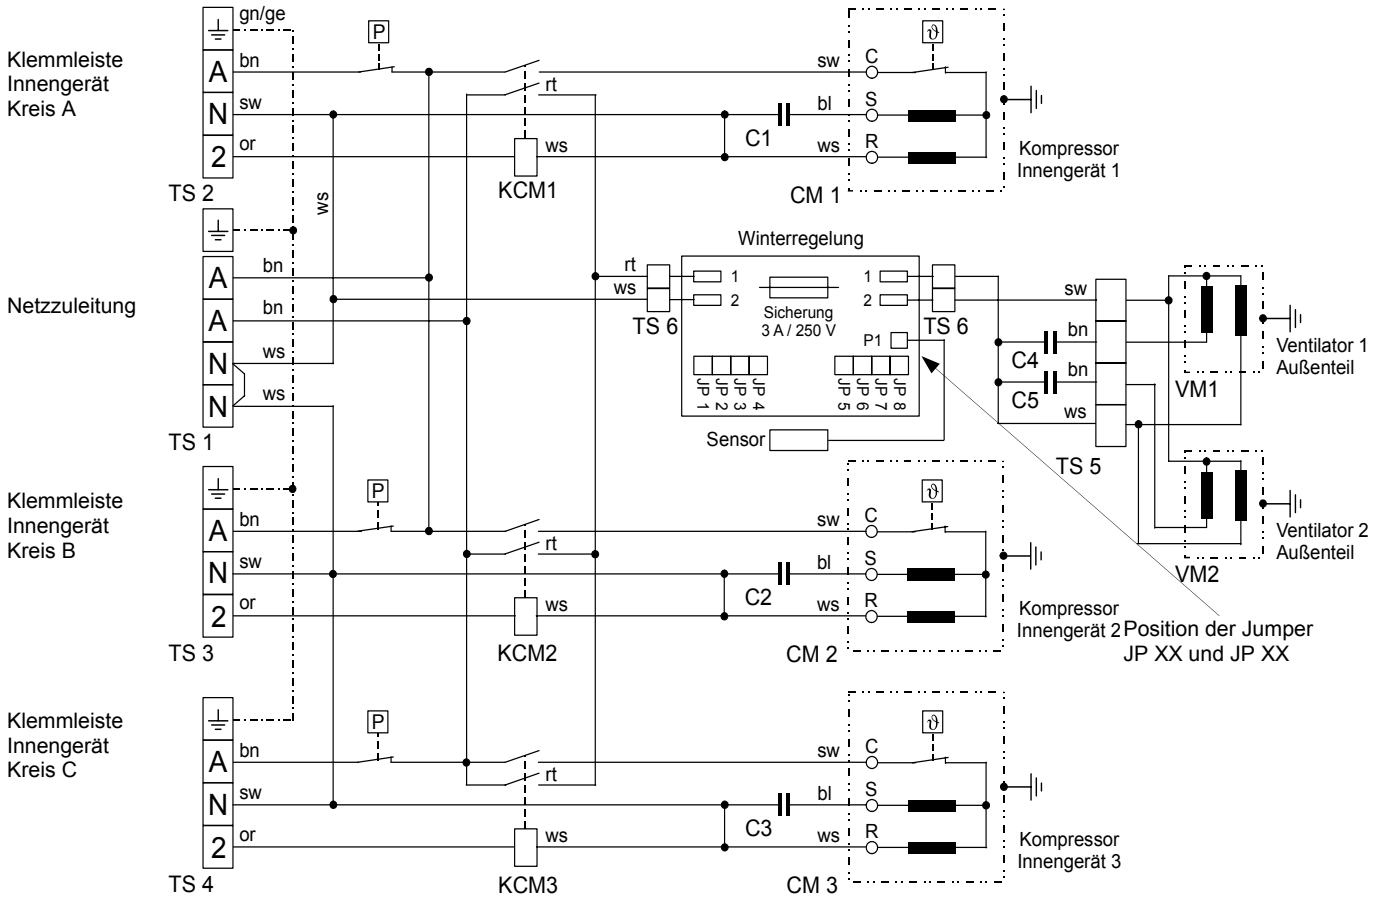 gn/ge
P
ϑ
Klemmleiste
Innengerät
Kreis A
A bn
sw C
rt
N sw
bl S
C1
2 or
ws
ws R
Kompressor
Innengerät 1
TS 2
KCM1
CM 1
ws
Winterregelung
A bn
rt
1
1
ws
2
2
sw
Netzzuleitung
A bn
TS 6
Sicherung
3 A / 250 V
TS 6
P1
bn
C4
Ventilator 1
Außenteil
N ws
bn
C5
VM1
JP 1
JP 2
JP 3
JP 4
JP 5
JP 6
JP 7
JP 8
N ws
ws
TS 1
Sensor
TS 5
P
ϑ
Klemmleiste
Innengerät
Kreis B
A bn
sw C
rt
Ventilator 2
Außenteil
N sw
bl S
VM2
C2
2 or
ws
ws R
Kompressor
Innengerät 2
Position der Jumper
JP XX und JP XX
TS 3
KCM2
CM 2
P
ϑ
Klemmleiste
Innengerät
Kreis C
A bn
sw C
rt
N sw
bl S
C3
2 or
ws
ws R
Kompressor
Innengerät 3
TS 4
KCM3
CM 3